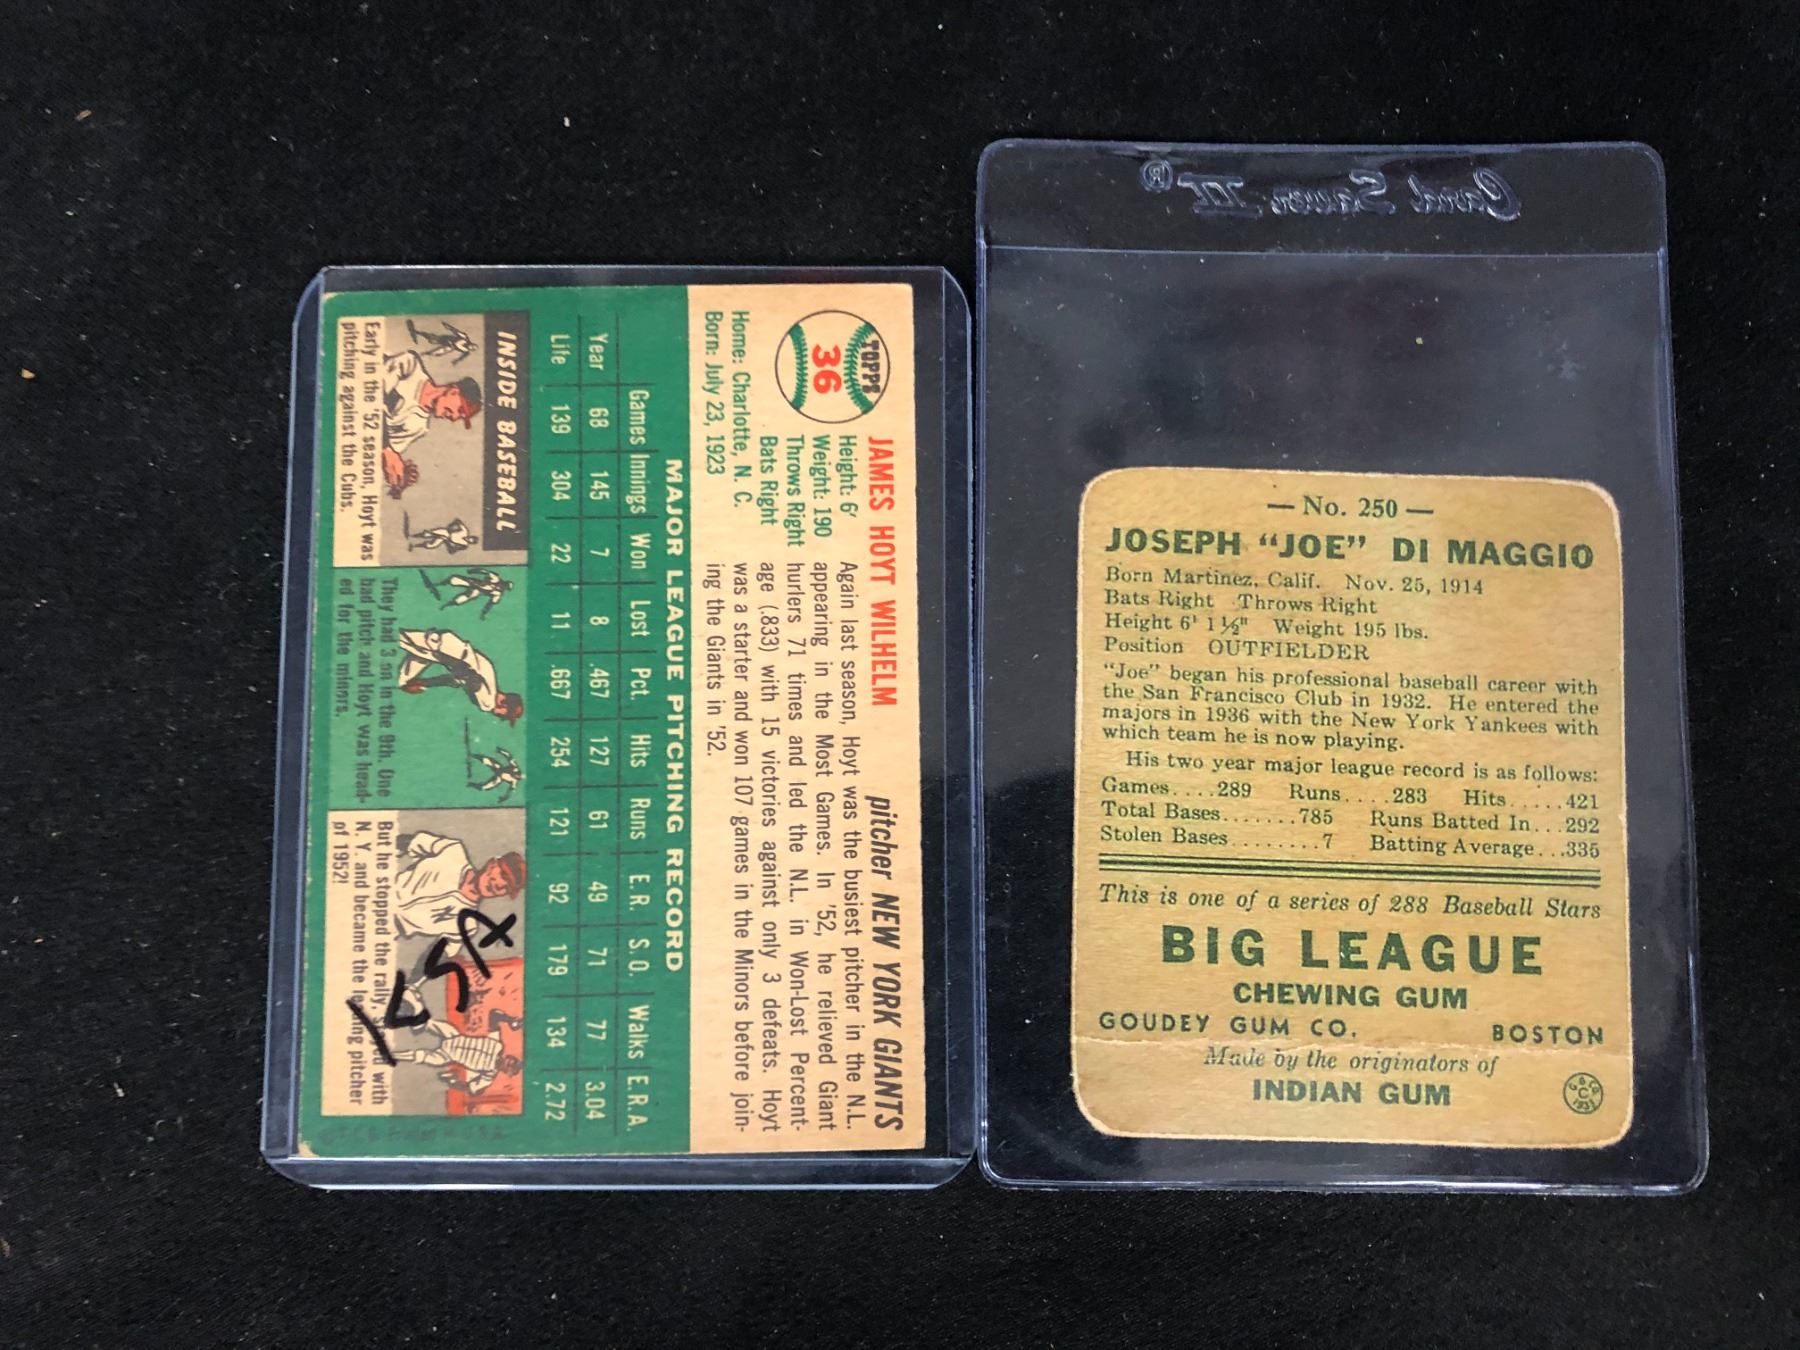 TOPPS
36
JAMES HOYT WILHELM
pitcher NEW YORK GIANTS
Height: 6'
Weight: 190
Throws Right
Bats Right
Home: Charlotte, N. C.
Born: July 23, 1923
Again last season, Hoyt was the busiest pitcher in the N.L.
appearing in the Most Games. In '52, he relieved Giant
hurlers 71 times and led the N.L. in Won-Lost Percent-
age (.833) with 15 victories against only 3 defeats. Hoyt
was a starter and won 107 games in the Minors before join-
ing the Giants in '52.
MAJOR LEAGUE PITCHING RECORD
Games Innings Won Lost Pct. Hits Runs E.R. S.O. Walks E.R.A.
Year 68 145 7 8 .467 127 61 49 71 77 3.04
Life 139 304 22 11 .667 254 121 92 179 134 2.72
INSIDE BASEBALL
Early in the '52 season, Hoyt was
pitching against the Cubs.
They had 3 on in the 9th. One
bad pitch and Hoyt was head-
ed for the minors.
But he stopped the rally, with
N. Y. and became the leading pitcher
of 1952!
Card Saver II®
— No. 250 —
JOSEPH "JOE" DI MAGGIO
Born Martinez, Calif. Nov. 25, 1914
Bats Right Throws Right
Height 6' 1½" Weight 195 lbs.
Position OUTFIELDER
"Joe" began his professional baseball career with
the San Francisco Club in 1932. He entered the
majors in 1936 with the New York Yankees with
which team he is now playing.
His two year major league record is as follows:
Games....289 Runs....283 Hits.....421
Total Bases.......785 Runs Batted In...292
Stolen Bases........7 Batting Average...335
This is one of a series of 288 Baseball Stars
BIG LEAGUE
CHEWING GUM
GOUDEY GUM CO. BOSTON
Made by the originators of
INDIAN GUM